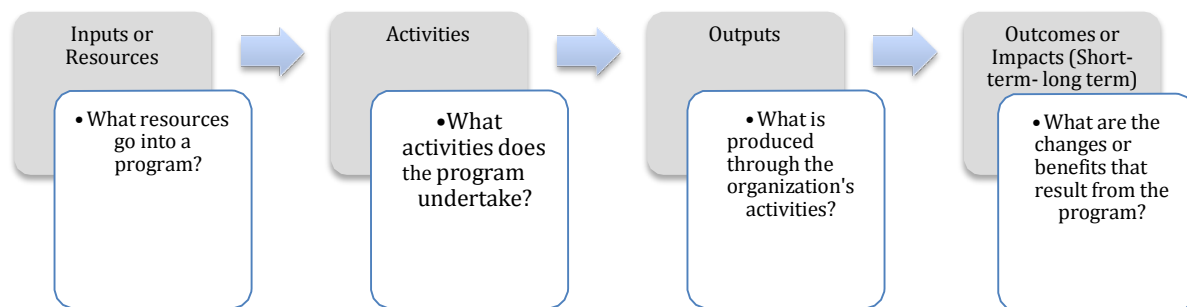 Inputs or
Resources
•What resources
go into a
program?
Activities
•What
activities does
the program
undertake?
Outputs
•What is
produced
through the
organization's
activities?
Outcomes or
Impacts (Short-
term- long term)
•What are the
changes or
benefits that
result from the
program?